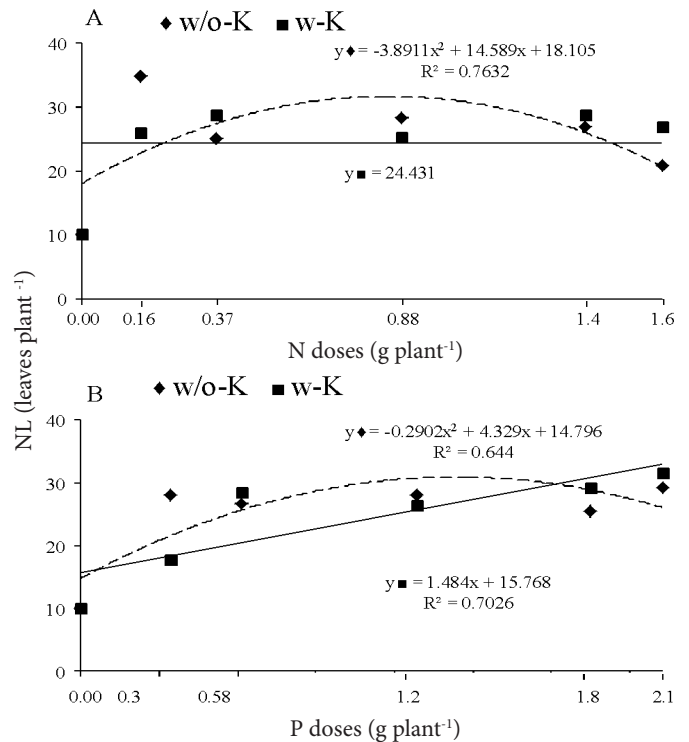 A
◆ w/o-K ■ w-K
y◆= -3.8911x² + 14.589x + 18.105
R² = 0.7632
40
30
20
10
0
y■ = 24.431
0.00 0.16 0.37 0.88 1.4 1.6
N doses (g plant⁻¹)
NL (leaves plant ⁻¹)
B
◆ w/o-K ■ w-K
y◆= -0.2902x² + 4.329x + 14.796
R² = 0.644
40
30
20
10
0
y■= 1.484x + 15.768
R² = 0.7026
0.00 0.3 0.58 1.2 1.8 2.1
P doses (g plant⁻¹)